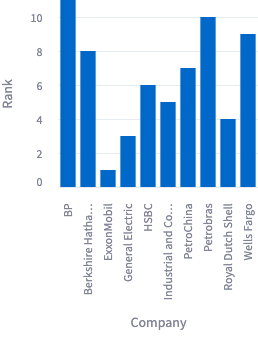 10
8
6
4
2
0
Rank
BP
Berkshire Hatha…
ExxonMobil
General Electric
HSBC
Industrial and Co…
PetroChina
Petrobras
Royal Dutch Shell
Wells Fargo
Company